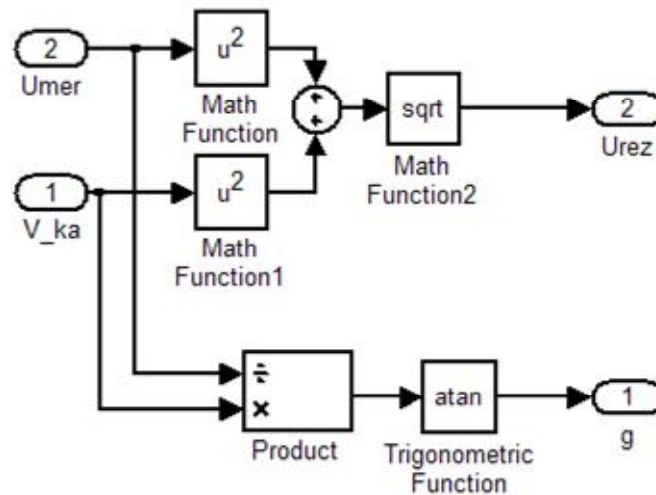 2
Umer
u2
Math
Function
+
+
sqrt
Math
Function2
2
Urez
1
V_ka
u2
Math
Function1
÷
×
Product
atan
Trigonometric
Function
1
g